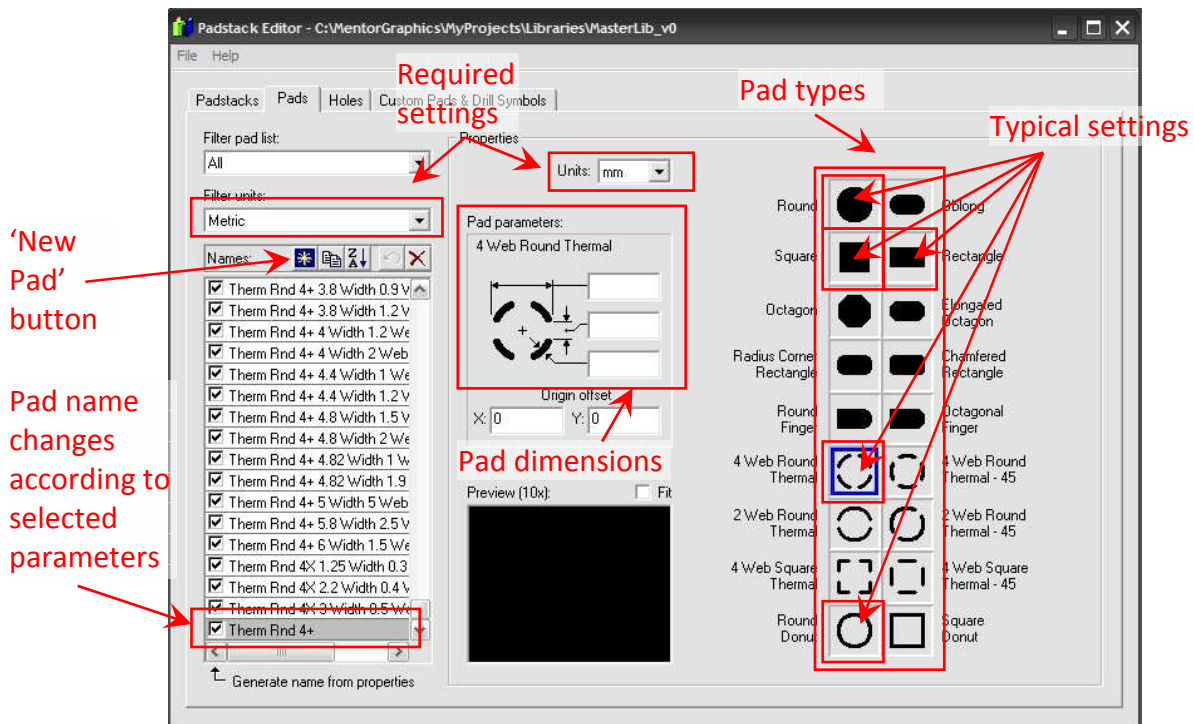 Padstack Editor - C:\MentorGraphics\MyProjects\Libraries\MasterLib_v0
File Help
Required
settings
Pad types
Typical settings
Padstacks Pads Holes Custom Pads & Drill Symbols
Filter pad list:
All
Filter units:
Metric
'New
Pad'
button
Names:
Therm Rnd 4+ 3.8 Width 0.9 V
Therm Rnd 4+ 3.8 Width 1.2 V
Therm Rnd 4+ 4 Width 1.2 We
Therm Rnd 4+ 4 Width 2 Web
Therm Rnd 4+ 4.4 Width 1 We
Therm Rnd 4+ 4.4 Width 1.2 V
Therm Rnd 4+ 4.8 Width 1.5 V
Therm Rnd 4+ 4.8 Width 2 We
Therm Rnd 4+ 4.82 Width 1 W
Therm Rnd 4+ 4.82 Width 1.9
Therm Rnd 4+ 5 Width 5 Web
Therm Rnd 4+ 5.8 Width 2.5 V
Therm Rnd 4+ 6 Width 1.5 We
Therm Rnd 4X 1.25 Width 0.3
Therm Rnd 4X 2.2 Width 0.4 V
Therm Rnd 4X 3 Width 0.5 We
Therm Rnd 4+
Generate name from properties
Pad name
changes
according to
selected
parameters
Properties
Units: mm
Pad parameters:
4 Web Round Thermal
Origin offset
X: 0 Y: 0
Pad dimensions
Preview (10x): Fit
Round
Oblong
Square
Rectangle
Octagon
Elongated
Octagon
Radius Corner
Rectangle
Chamfered
Rectangle
Round
Finger
Octagonal
Finger
4 Web Round
Thermal
4 Web Round
Thermal - 45
2 Web Round
Thermal
2 Web Round
Thermal - 45
4 Web Square
Thermal
4 Web Square
Thermal - 45
Round
Donut
Square
Donut